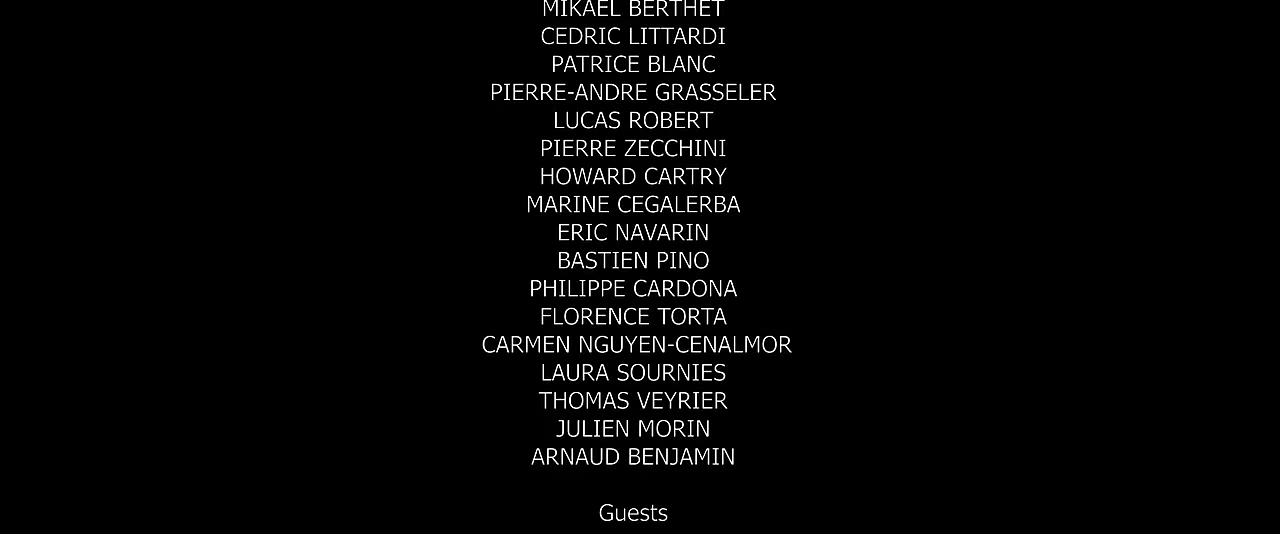 MIKAEL BERTHET
CEDRIC LITTARDI
PATRICE BLANC
PIERRE-ANDRE GRASSELER
LUCAS ROBERT
PIERRE ZECCHINI
HOWARD CARTRY
MARINE CEGALERBA
ERIC NAVARIN
BASTIEN PINO
PHILIPPE CARDONA
FLORENCE TORTA
CARMEN NGUYEN-CENALMOR
LAURA SOURNIES
THOMAS VEYRIER
JULIEN MORIN
ARNAUD BENJAMIN
Guests